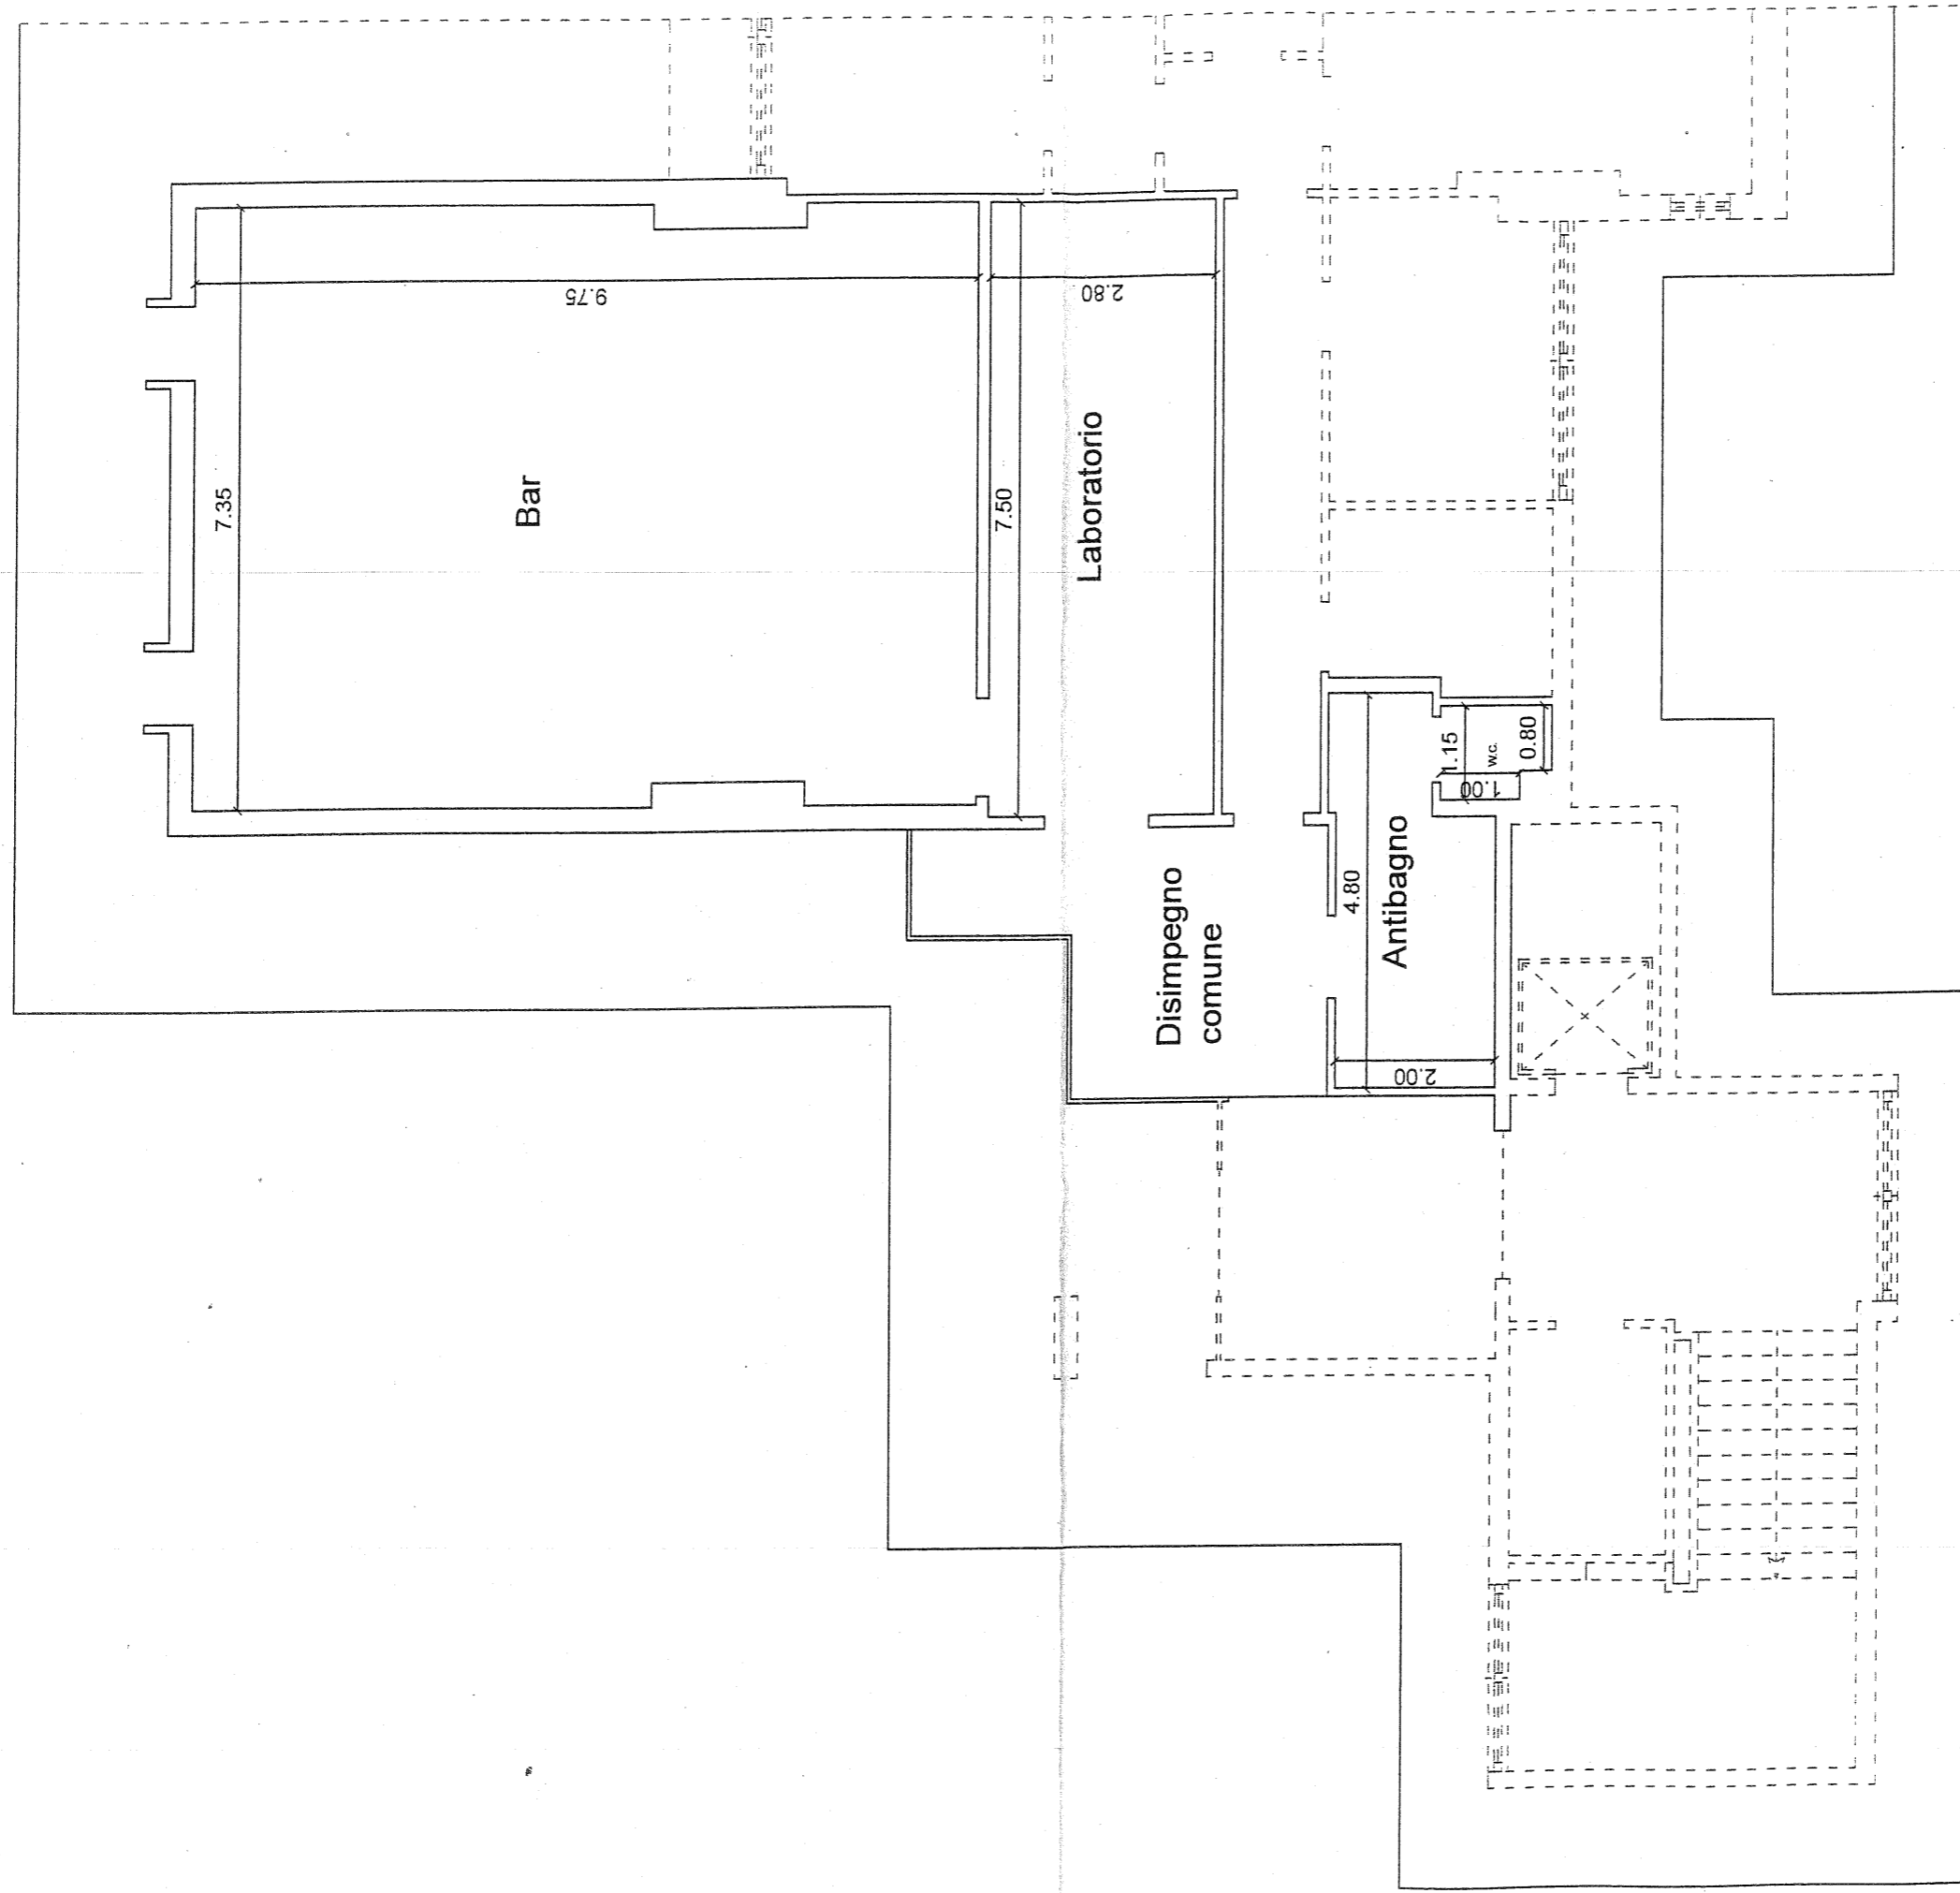 7.35
9.75
Bar
7.50
2.80
Laboratorio
Disimpegno
comune
4.80
Antibagno
2.00
1.15
w.c.
0.80
1.00